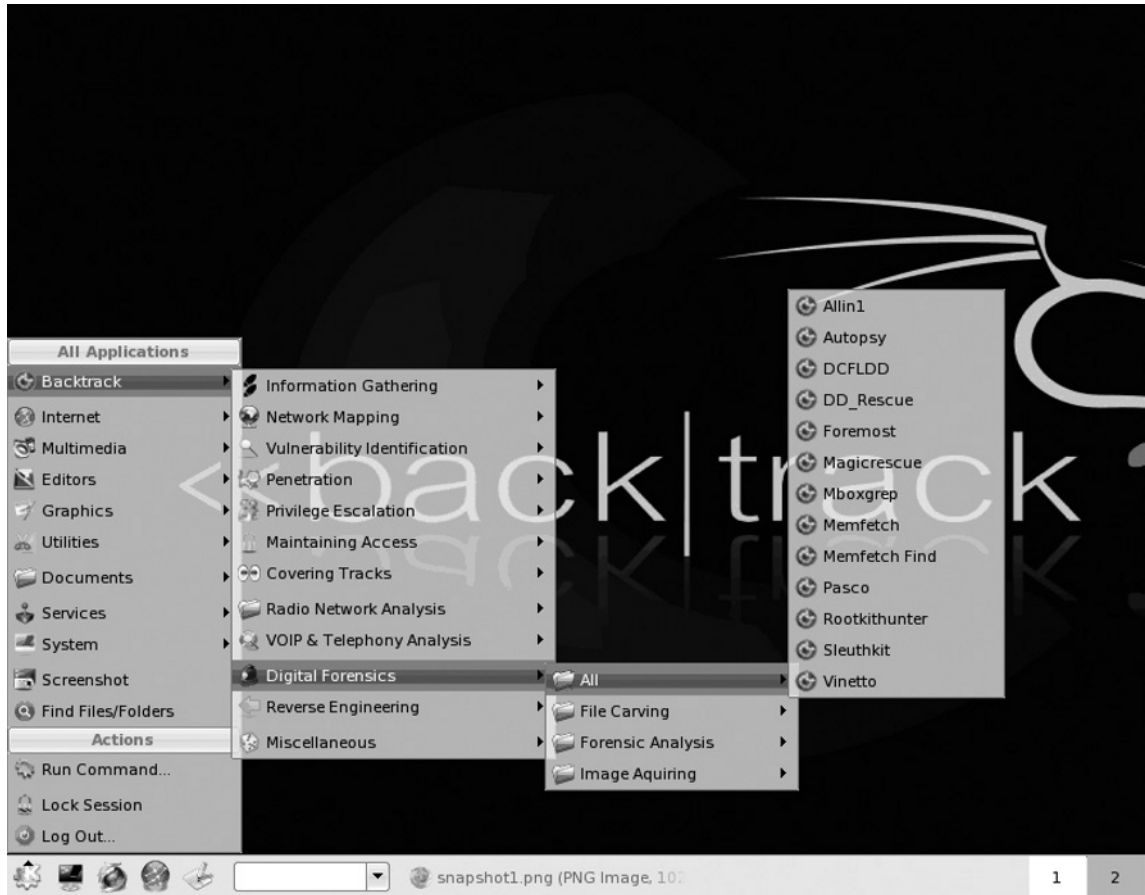 All Applications
Backtrack
Internet
Multimedia
Editors
Graphics
Utilities
Documents
Services
System
Screenshot
Find Files/Folders
Actions
Run Command...
Lock Session
Log Out...
Information Gathering
Network Mapping
Vulnerability Identification
Penetration
Privilege Escalation
Maintaining Access
Covering Tracks
Radio Network Analysis
VOIP & Telephony Analysis
Digital Forensics
Reverse Engineering
Miscellaneous
All
File Carving
Forensic Analysis
Image Aquiring
Allin1
Autopsy
DCFLDD
DD_Rescue
Foremost
Magicrescue
Mboxgrep
Memfetch
Memfetch Find
Pasco
Rootkithunter
Sleuthkit
Vinetto
<<back|track
snapshot1.png (PNG Image, 102
1
2